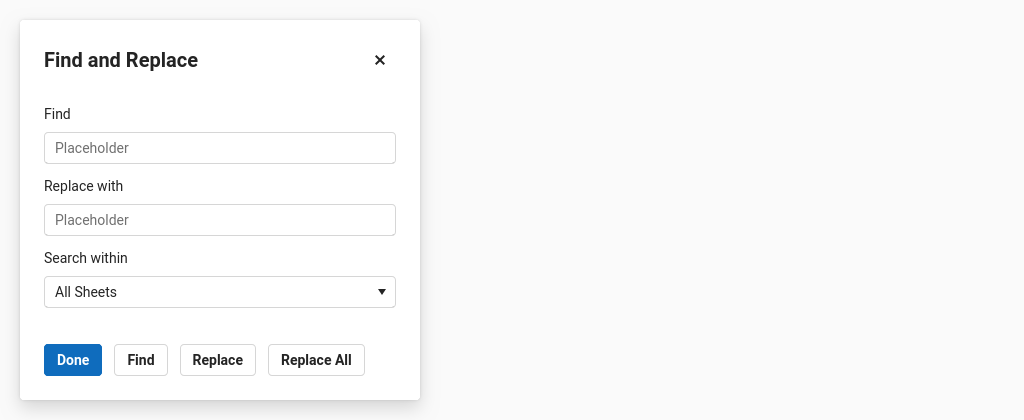 Find and Replace ×
Find
Placeholder
Replace with
Placeholder
Search within
All Sheets
Done Find Replace Replace All